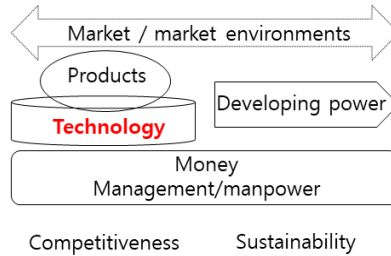 Market / market environments
Products
Developing power
Technology
Money
Management/manpower
Competitiveness Sustainability